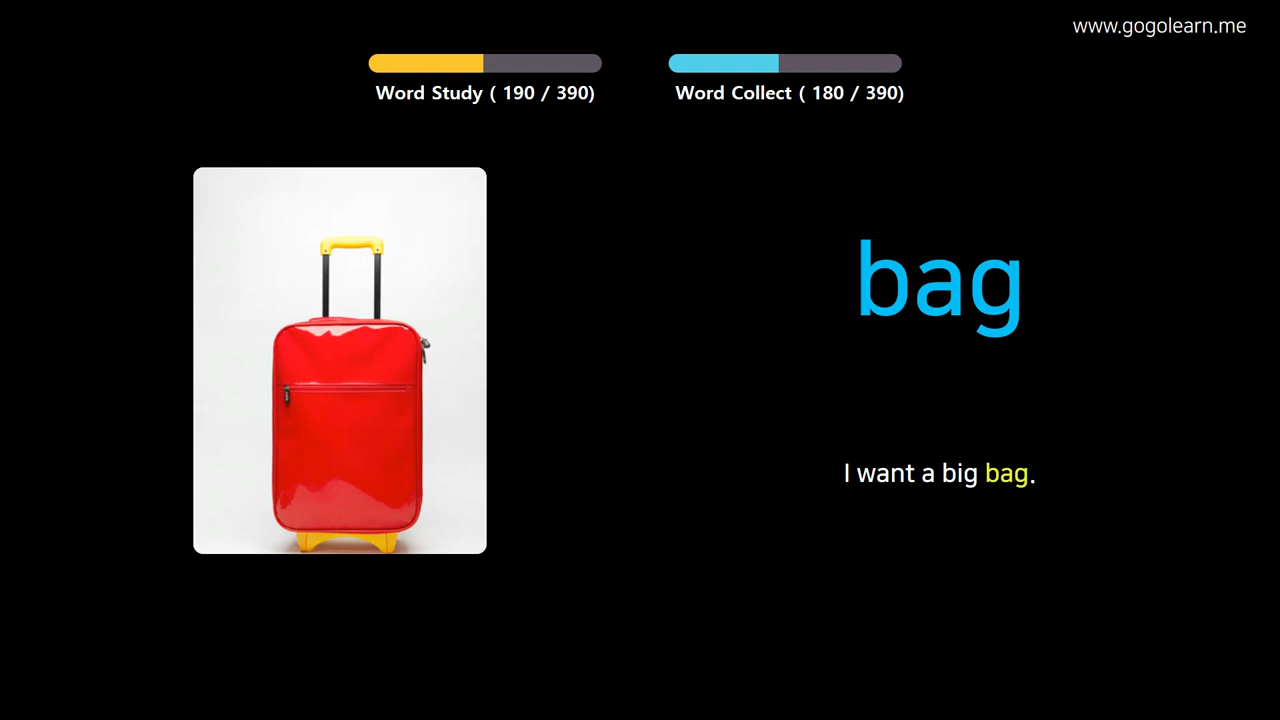 www.gogolearn.me
Word Study ( 190 / 390)
Word Collect ( 180 / 390)
bag
I want a big bag.